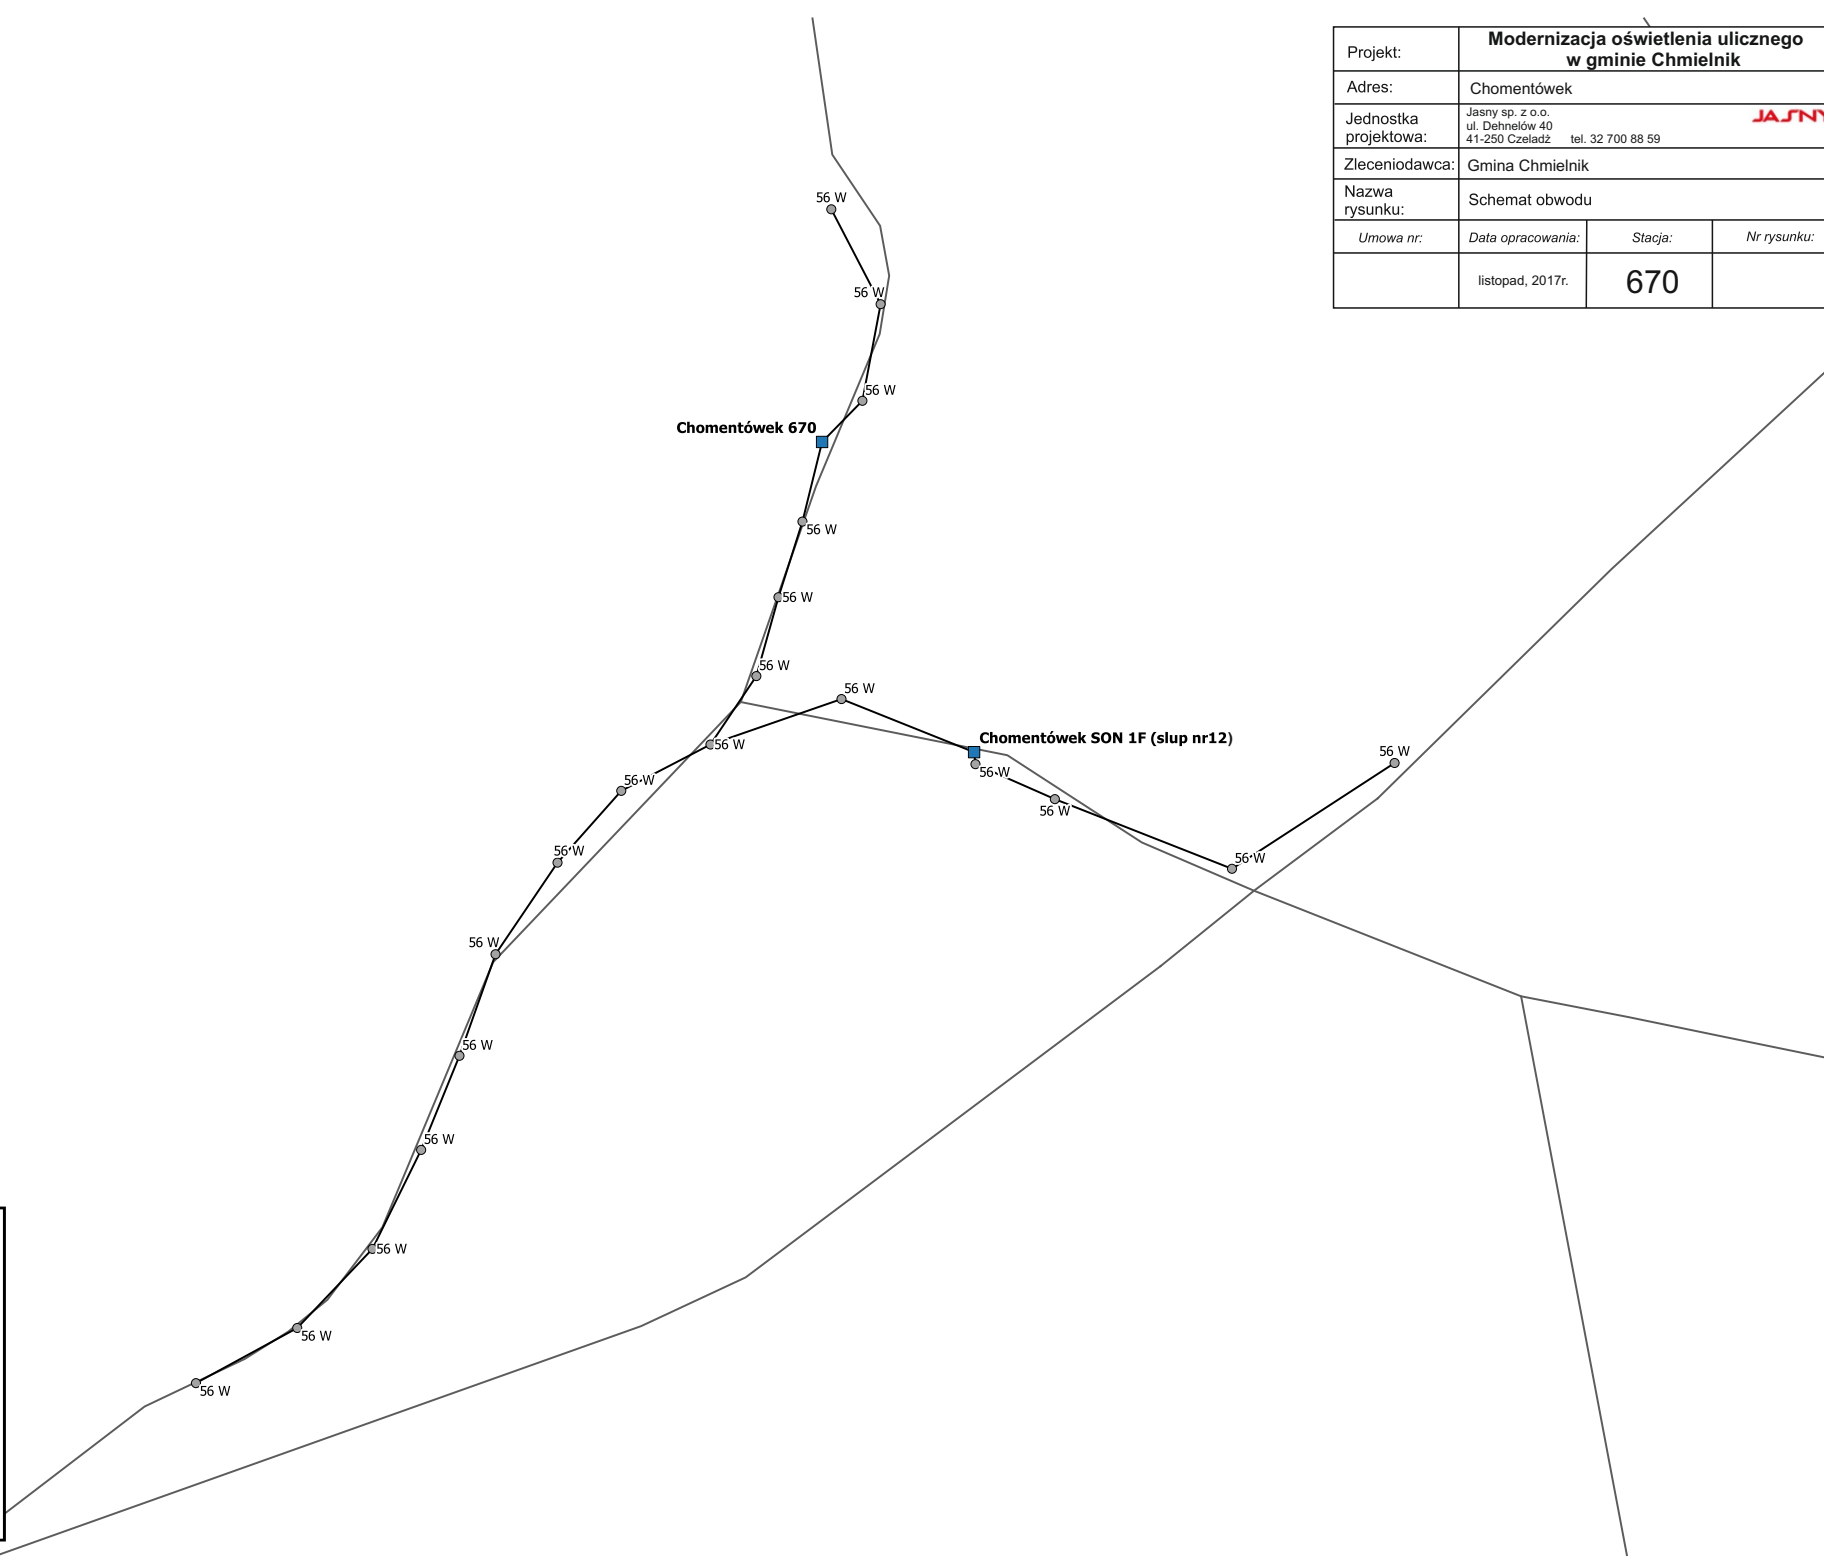 Projekt:
Modernizacja oświetlenia ulicznego
w gminie Chmielnik
Adres:
Chomentówek
Jednostka
projektowa:
Jasny sp. z o.o.
ul. Dehnelów 40
41-250 Czeladż tel. 32 700 88 59
JASNY
Zleceniodawca:
Gmina Chmielnik
Nazwa
rysunku:
Schemat obwodu
Umowa nr:
Data opracowania:
Stacja:
Nr rysunku:
listopad, 2017r.
670
56 W
56 W
56 W
Chomentówek 670
56 W
56 W
56 W
56 W
56 W
Chomentówek SON 1F (slup nr12)
56 W
56 W
56 W
56 W
56 W
56 W
56 W
56 W
56 W
56 W
56 W
56 W
56 W